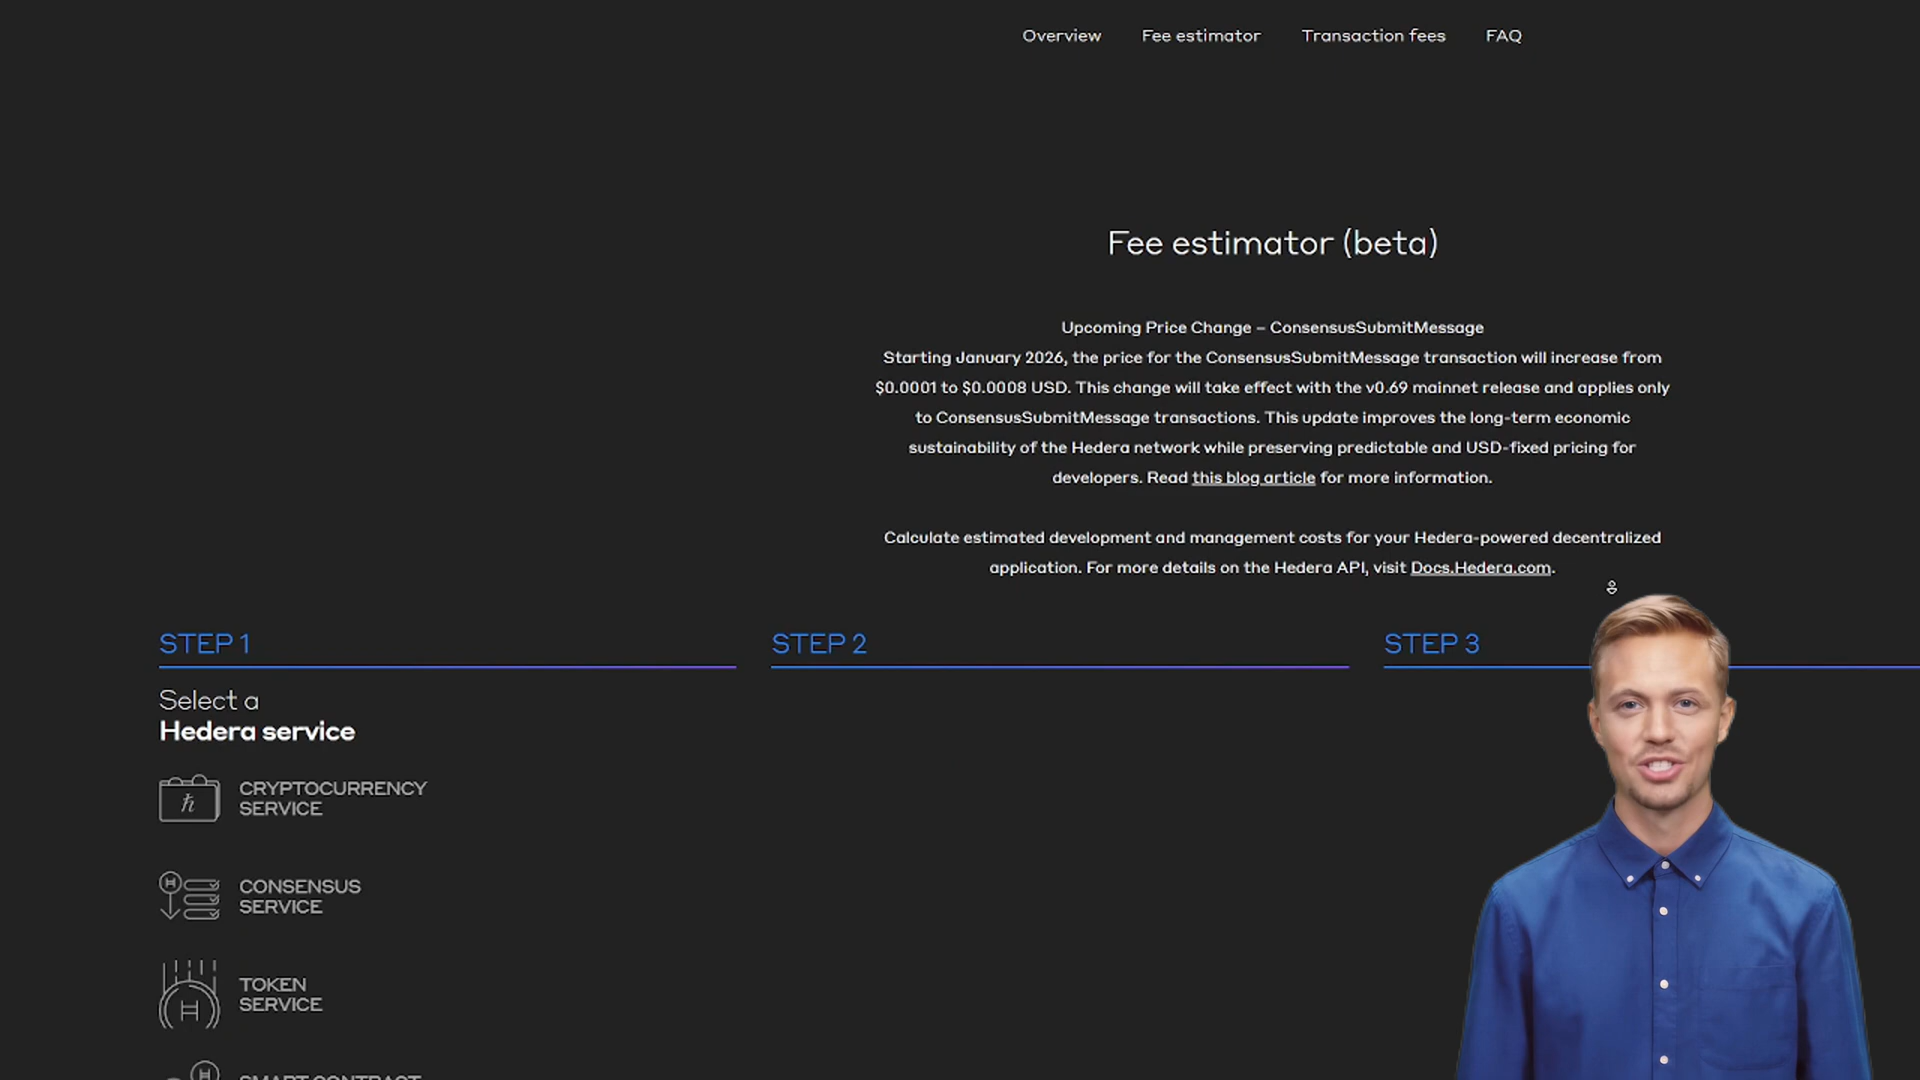 Overview Fee estimator Transaction fees FAQ
Fee estimator (beta)
Upcoming Price Change – ConsensusSubmitMessage
Starting January 2026, the price for the ConsensusSubmitMessage transaction will increase from
$0.0001 to $0.0008 USD. This change will take effect with the v0.69 mainnet release and applies only
to ConsensusSubmitMessage transactions. This update improves the long-term economic
sustainability of the Hedera network while preserving predictable and USD-fixed pricing for
developers. Read this blog article for more information.
Calculate estimated development and management costs for your Hedera-powered decentralized
application. For more details on the Hedera API, visit Docs.Hedera.com.
STEP 1 STEP 2 STEP 3
Select a
Hedera service
CRYPTOCURRENCY
SERVICE
CONSENSUS
SERVICE
TOKEN
SERVICE
SMART CONTRACT